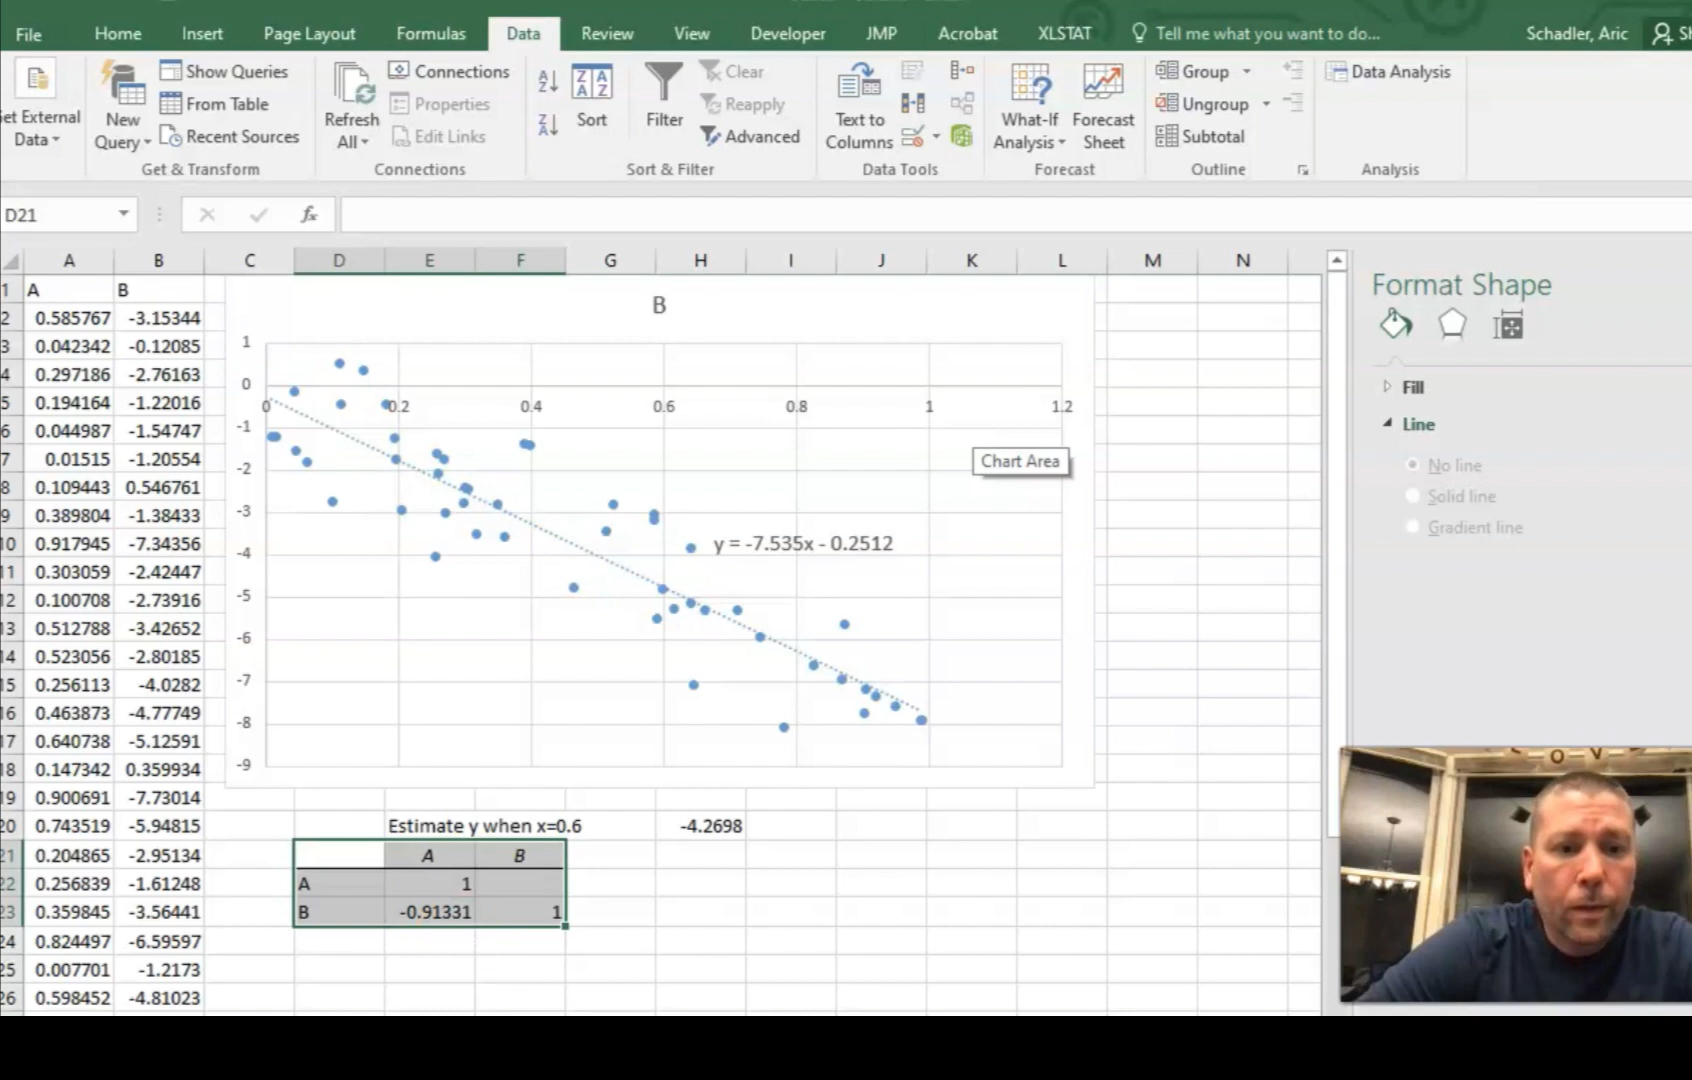 File Home Insert Page Layout Formulas Data Review View Developer JMP Acrobat XLSTAT Tell me what you want to do... Schadler, Aric
et External Data
New Query
Show Queries
From Table
Recent Sources
Get & Transform
Refresh All
Connections
Properties
Edit Links
Connections
A Z
Z A
Z A A Z
Sort
Filter
Clear
Reapply
Advanced
Sort & Filter
Text to Columns
Data Tools
What-If Analysis
Forecast Sheet
Forecast
Group
Ungroup
Subtotal
Outline
Data Analysis
Analysis
D21 fx
A B C D E F G H I J K L M N
1 A B
2 0.585767 -3.15344
3 0.042342 -0.12085
4 0.297186 -2.76163
5 0.194164 -1.22016
6 0.044987 -1.54747
7 0.01515 -1.20554
8 0.109443 0.546761
9 0.389804 -1.38433
10 0.917945 -7.34356
11 0.303059 -2.42447
12 0.100708 -2.73916
13 0.512788 -3.42652
14 0.523056 -2.80185
15 0.256113 -4.0282
16 0.463873 -4.77749
17 0.640738 -5.12591
18 0.147342 0.359934
19 0.900691 -7.73014
20 0.743519 -5.94815
21 0.204865 -2.95134
22 0.256839 -1.61248
23 0.359845 -3.56441
24 0.824497 -6.59597
25 0.007701 -1.2173
26 0.598452 -4.81023
B
1
0
-1
-2
-3
-4
-5
-6
-7
-8
-9
0 0.2 0.4 0.6 0.8 1 1.2
Chart Area
y = -7.535x - 0.2512
Estimate y when x=0.6 -4.2698
A B
A 1
B -0.91331 1
Format Shape
Fill
Line
No line
Solid line
Gradient line
L O V